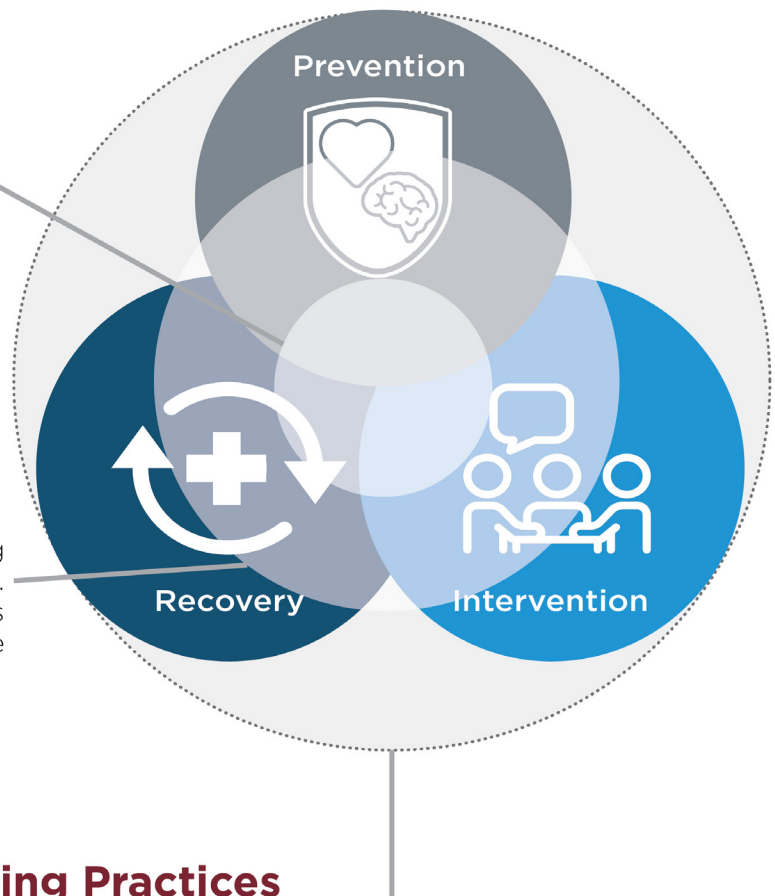 Prevention
g
.
s
e
Recovery
Intervention
ing Practices